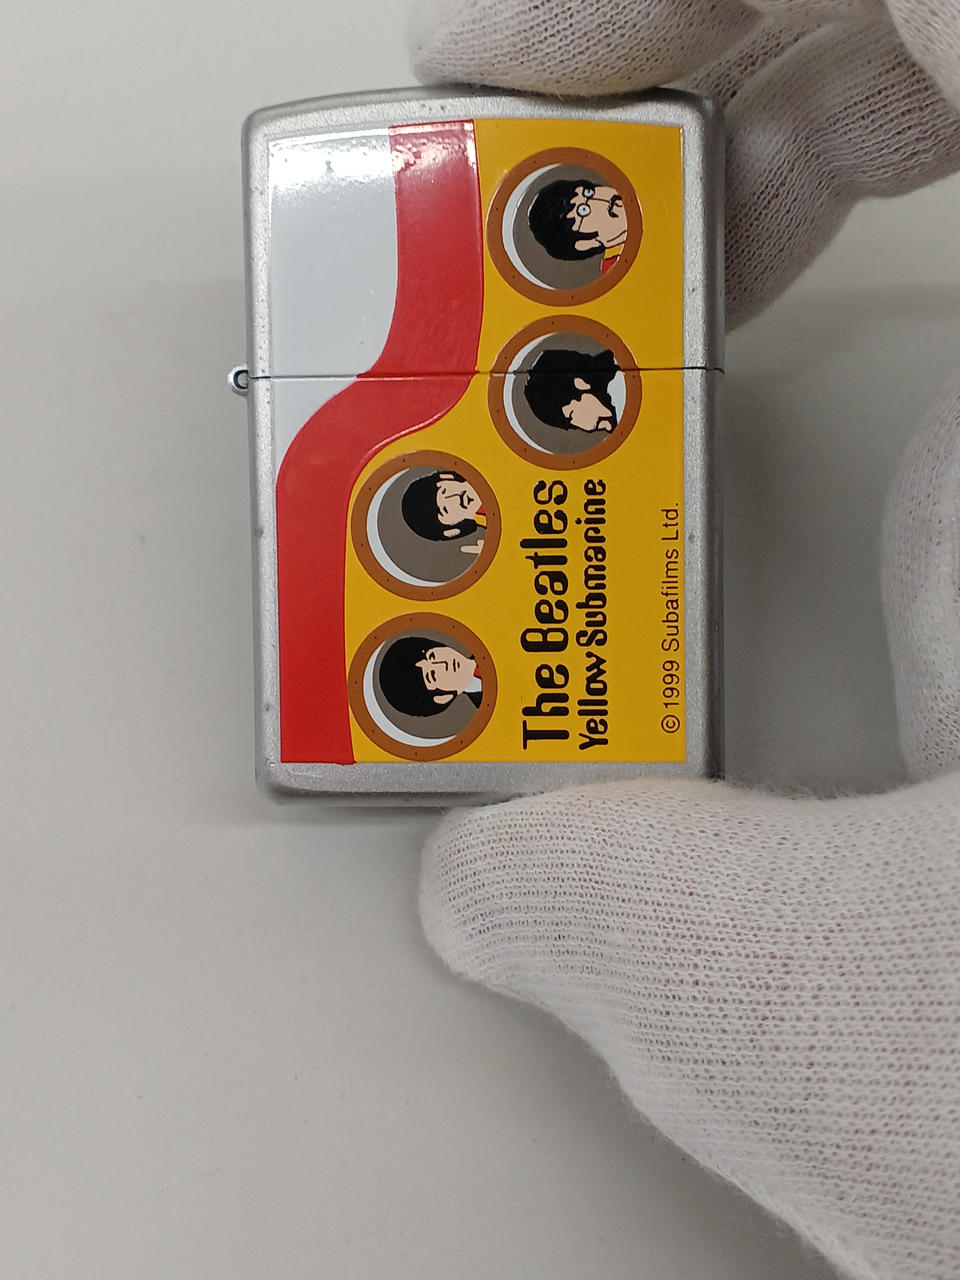 The Beatles
Yellow Submarine
© 1999 Subafilms Ltd.